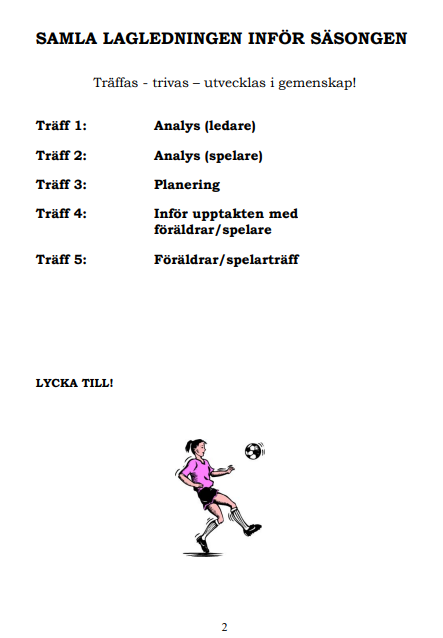 SAMLA LAGLEDNINGEN INFÖR SÄSONGEN
Träffas - trivas – utvecklas i gemenskap!
Träff 1: Analys (ledare)
Träff 2: Analys (spelare)
Träff 3: Planering
Träff 4: Inför upptakten med
föräldrar/spelare
Träff 5: Föräldrar/spelarträff
LYCKA TILL!
2